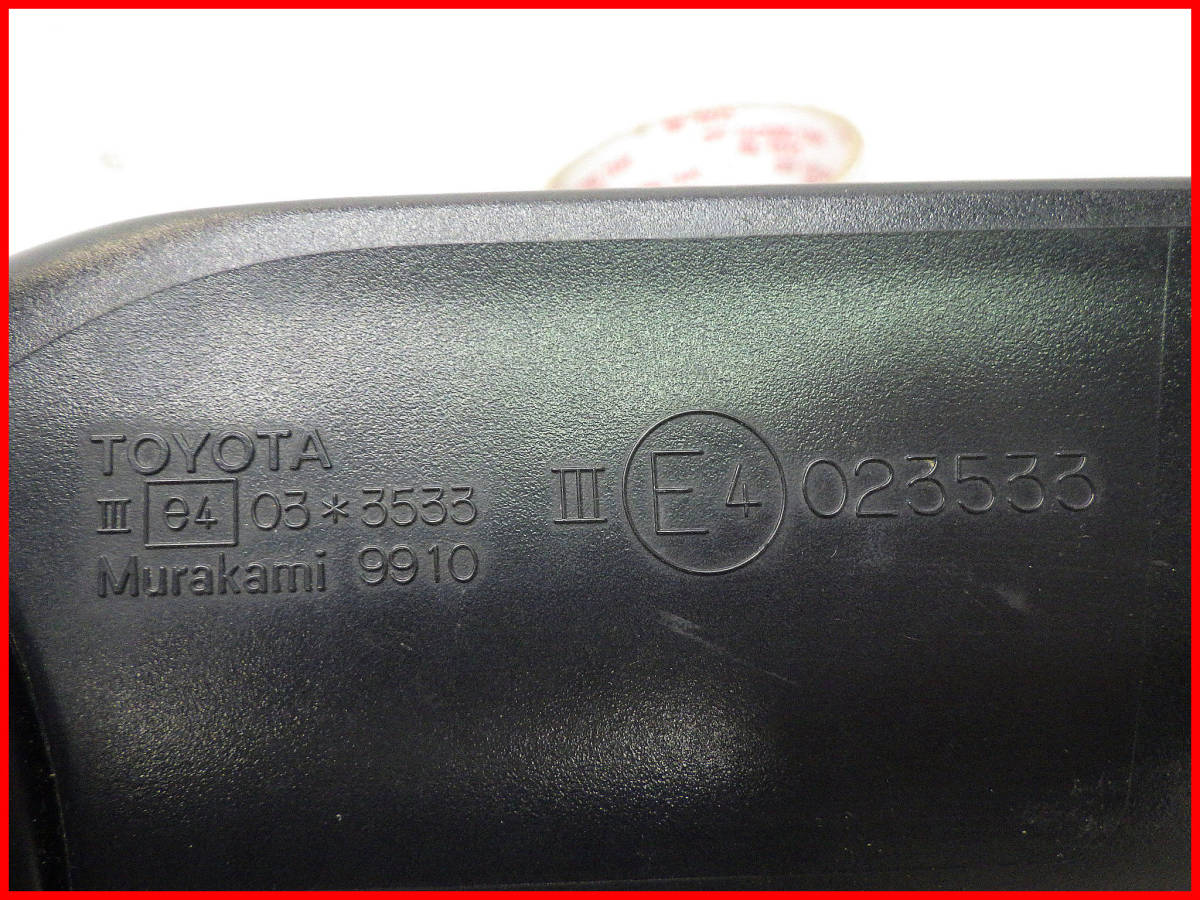 TOYOTA
III e4 03*3533
Murakami 9910
III E4 023533